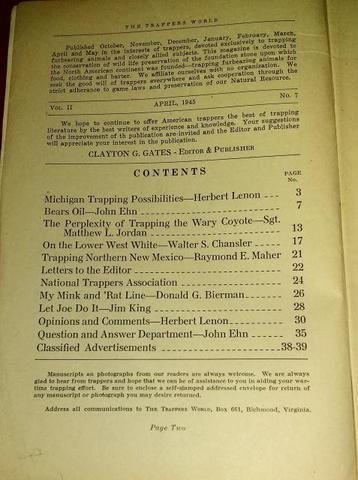 THE TRAPPERS WORLD
Published October, November, December, January, February, March,
April and May in the interests of trappers, devoted exclusively to trapping
furbearing animals and closely allied subjects. This magazine is devoted to
the conservation of wild life preservation of the foundation stone upon which
the North American continent was founded—trapping furbearing animals for
food, clothing and barter. We affiliate ourselves with no organization. We
seek the good will of trappers everywhere and ask cooperation through the
strict adherance to game laws and preservation of our Natural Resource.
VOL. II APRIL, 1945 No. 7
We hope to continue to offer American trappers the best of trapping
literature by the best writers of experience and knowledge. Your suggestions
of the improvement of th publication are-invited and the Editor and Publisher
will appreciate your interest in the publication.
CLAYTON G. GATES - EDITOR & PUBLISHER
CONTENTS
PAGE
No.
Michigan Trapping Possibilities—Herbert Lenon 3
Bears Oil—John Ehn 7
The Perplexity of Trapping the Wary Coyote—Sgt.
Matthew L. Jordan 13
On the Lower West White—Walter S. Chansler 17
Trapping Northern New Mexico—Raymond E. Maher 21
Letters to the Editor 22
National Trappers Association 24
My Mink and 'Rat Line—Donald G. Bierman 26
Let Joe Do It—Jim King 28
Opinions and Comments—Herbert Lenon 30
Question and Answer Department—John Ehn 35
Classified Advertisements 38-39
Manuscripts an photographs from our readers are always welcome. We are always
glad to hear from trappers and hope that we can be of assistance to you in aiding your war-
time trapping effort. Be sure to enclose a self-stamped addressed envelope for return of
any manuscript or photograph you may desire returned.
Address all communications to THE TRAPPERS WORLD, Box 661, Richmond, Virginia.
Page Two